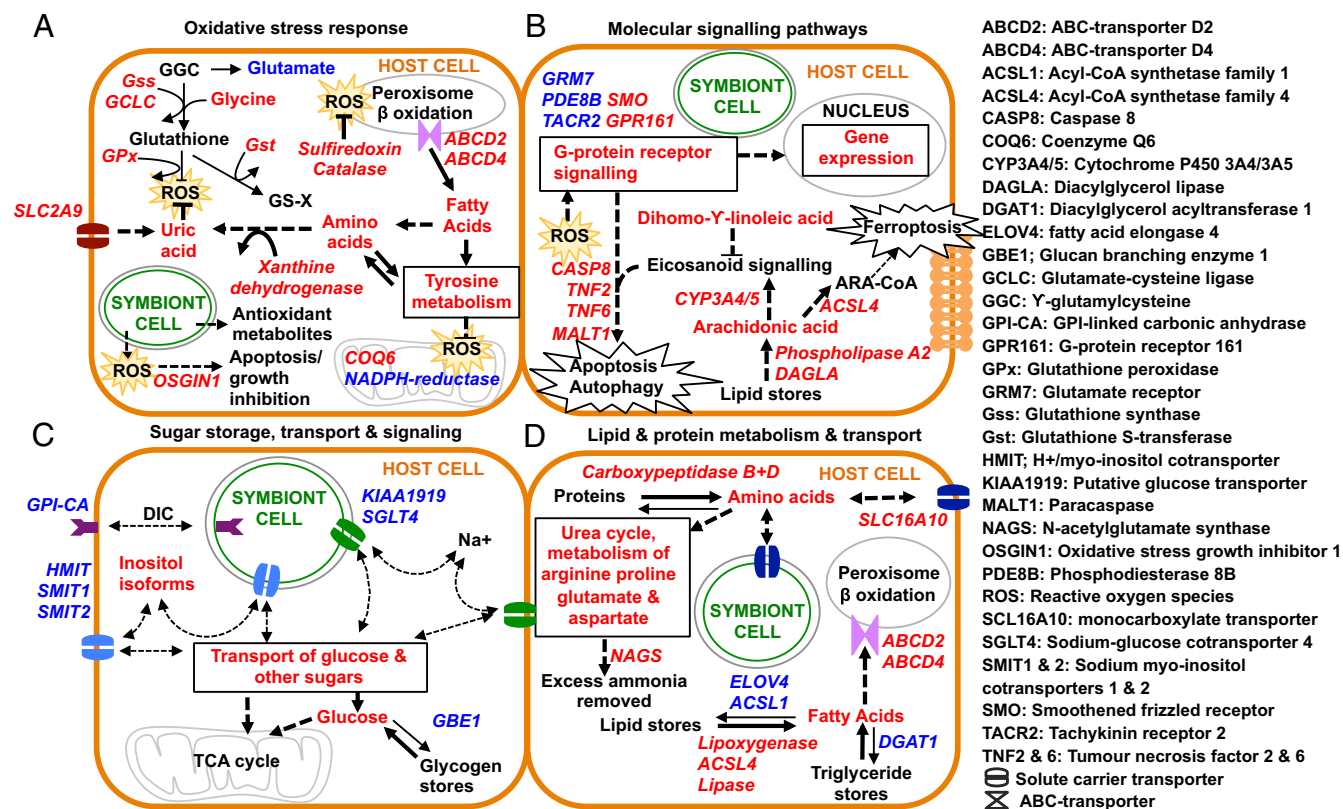 A
Oxidative stress response
Gss
GGC
Glutamate
HOST CELL
GCLC
Glycine
ROS
Peroxisome
β oxidation
Glutathione
Sulfiredoxin
Catalase
ABCD2
ABCD4
GPx
Gst
ROS
GS-X
SLC2A9
Uric
acid
Amino
acids
Fatty
Acids
Xanthine
dehydrogenase
Tyrosine
metabolism
SYMBIONT
CELL
Antioxidant
metabolites
ROS
OSGIN1
Apoptosis/
growth
inhibition
COQ6
NADPH-reductase
ROS
B
Molecular signalling pathways
GRM7
PDE8B
TACR2
SMO
GPR161
SYMBIONT
CELL
HOST CELL
NUCLEUS
Gene
expression
G-protein receptor
signalling
ROS
Dihomo-ϒ-linoleic acid
Ferroptosis
CASP8
TNF2
TNF6
MALT1
Eicosanoid signalling
ARA-CoA
CYP3A4/5
ACSL4
Arachidonic acid
Phospholipase A2
DAGLA
Lipid stores
Apoptosis
Autophagy
C
Sugar storage, transport & signaling
HOST CELL
GPI-CA
DIC
SYMBIONT
CELL
KIAA1919
SGLT4
Na+
HMIT
SMIT1
SMIT2
Inositol
isoforms
Transport of glucose &
other sugars
Glucose
GBE1
TCA cycle
Glycogen
stores
D
Lipid & protein metabolism & transport
Carboxypeptidase B+D
HOST CELL
Proteins
Amino acids
SLC16A10
Urea cycle,
metabolism of
arginine proline
glutamate &
aspartate
Peroxisome
β oxidation
SYMBIONT
CELL
NAGS
Excess ammonia
removed
ABCD2
ABCD4
ELOV4
ACSL1
Lipid stores
Fatty Acids
Lipoxygenase
ACSL4
Lipase
DGAT1
Triglyceride
stores
ABCD2: ABC-transporter D2
ABCD4: ABC-transporter D4
ACSL1: Acyl-CoA synthetase family 1
ACSL4: Acyl-CoA synthetase family 4
CASP8: Caspase 8
COQ6: Coenzyme Q6
CYP3A4/5: Cytochrome P450 3A4/3A5
DAGLA: Diacylglycerol lipase
DGAT1: Diacylglycerol acyltransferase 1
ELOV4: fatty acid elongase 4
GBE1; Glucan branching enzyme 1
GCLC: Glutamate-cysteine ligase
GGC: ϒ-glutamylcysteine
GPI-CA: GPI-linked carbonic anhydrase
GPR161: G-protein receptor 161
GPx: Glutathione peroxidase
GRM7: Glutamate receptor
Gss: Glutathione synthase
Gst: Glutathione S-transferase
HMIT; H+/myo-inositol cotransporter
KIAA1919: Putative glucose transporter
MALT1: Paracaspase
NAGS: N-acetylglutamate synthase
OSGIN1: Oxidative stress growth inhibitor 1
PDE8B: Phosphodiesterase 8B
ROS: Reactive oxygen species
SCL16A10: monocarboxylate transporter
SGLT4: Sodium-glucose cotransporter 4
SMIT1 & 2: Sodium myo-inositol
cotransporters 1 & 2
SMO: Smoothened frizzled receptor
TACR2: Tachykinin receptor 2
TNF2 & 6: Tumour necrosis factor 2 & 6
Solute carrier transporter
ABC-transporter